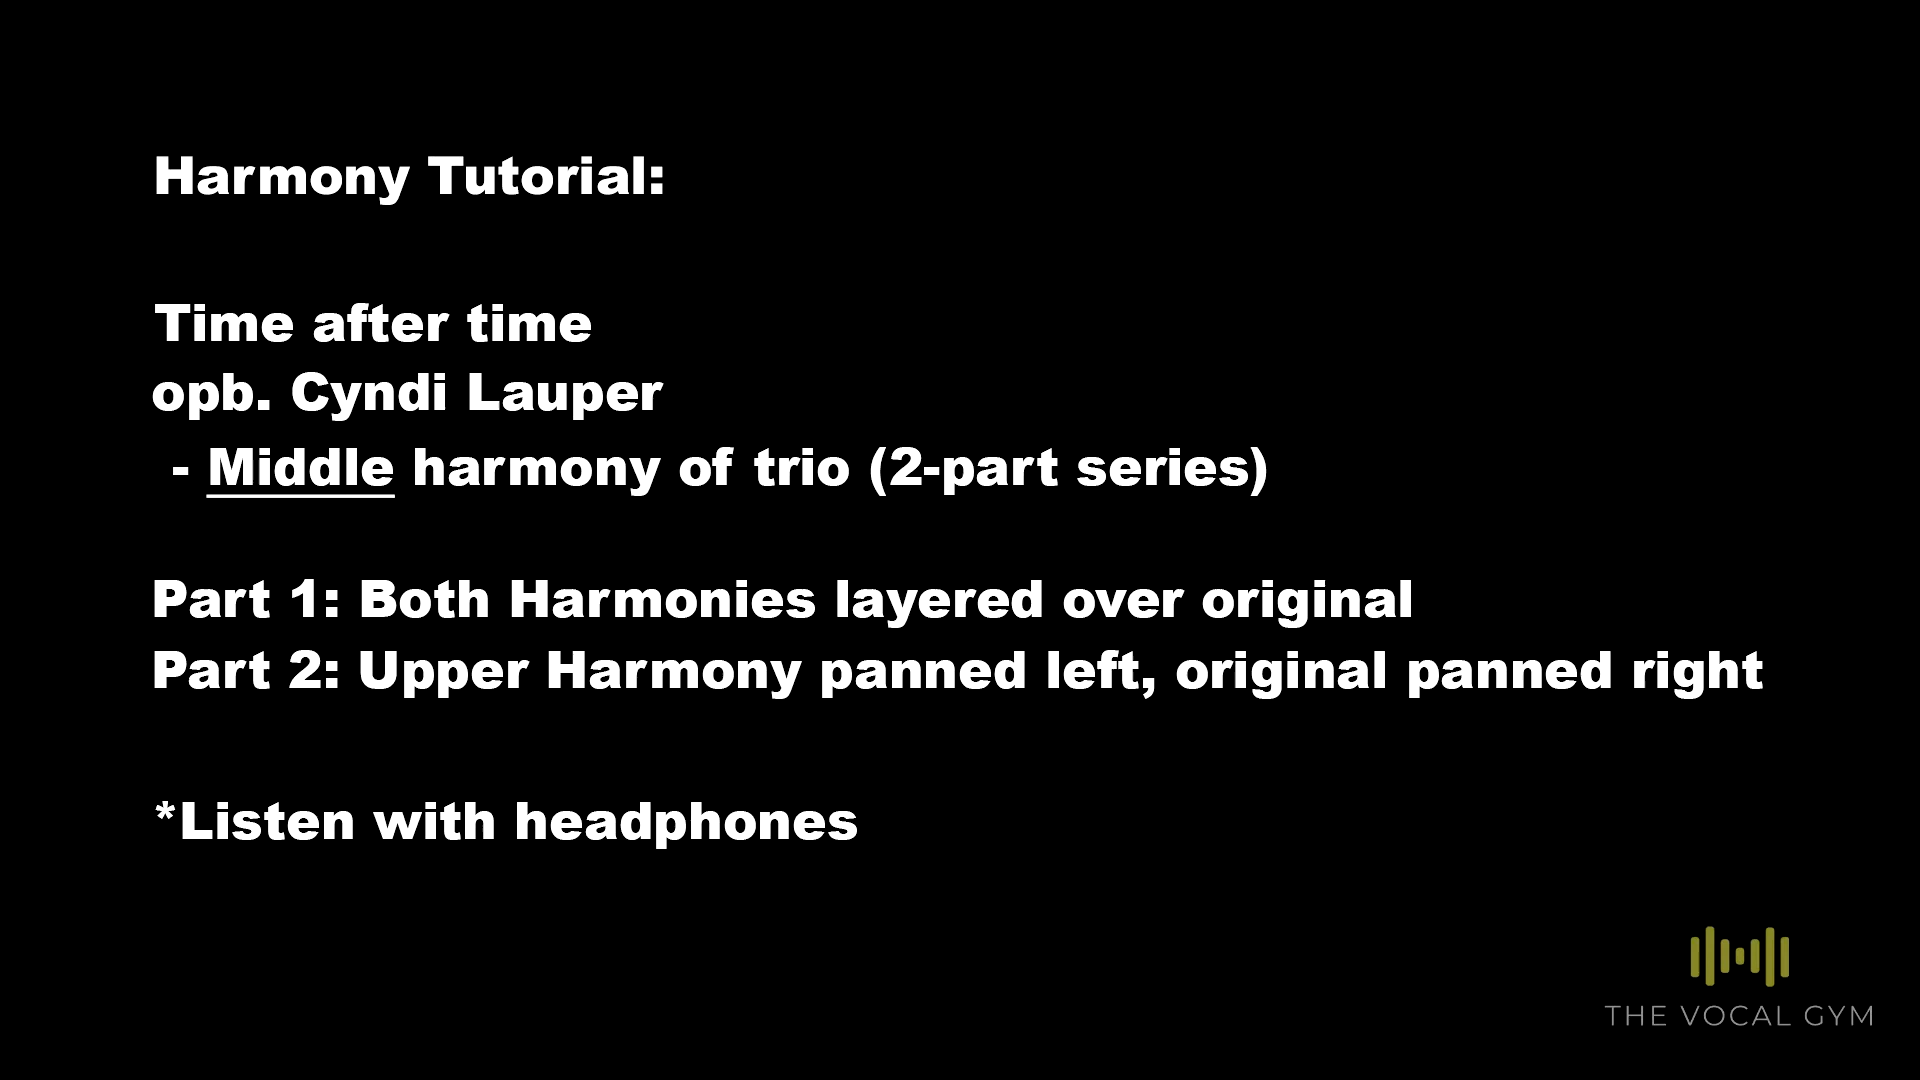 Harmony Tutorial:
Time after time
opb. Cyndi Lauper
- Middle harmony of trio (2-part series)
Part 1: Both Harmonies layered over original
Part 2: Upper Harmony panned left, original panned right
*Listen with headphones
THE VOCAL GYM